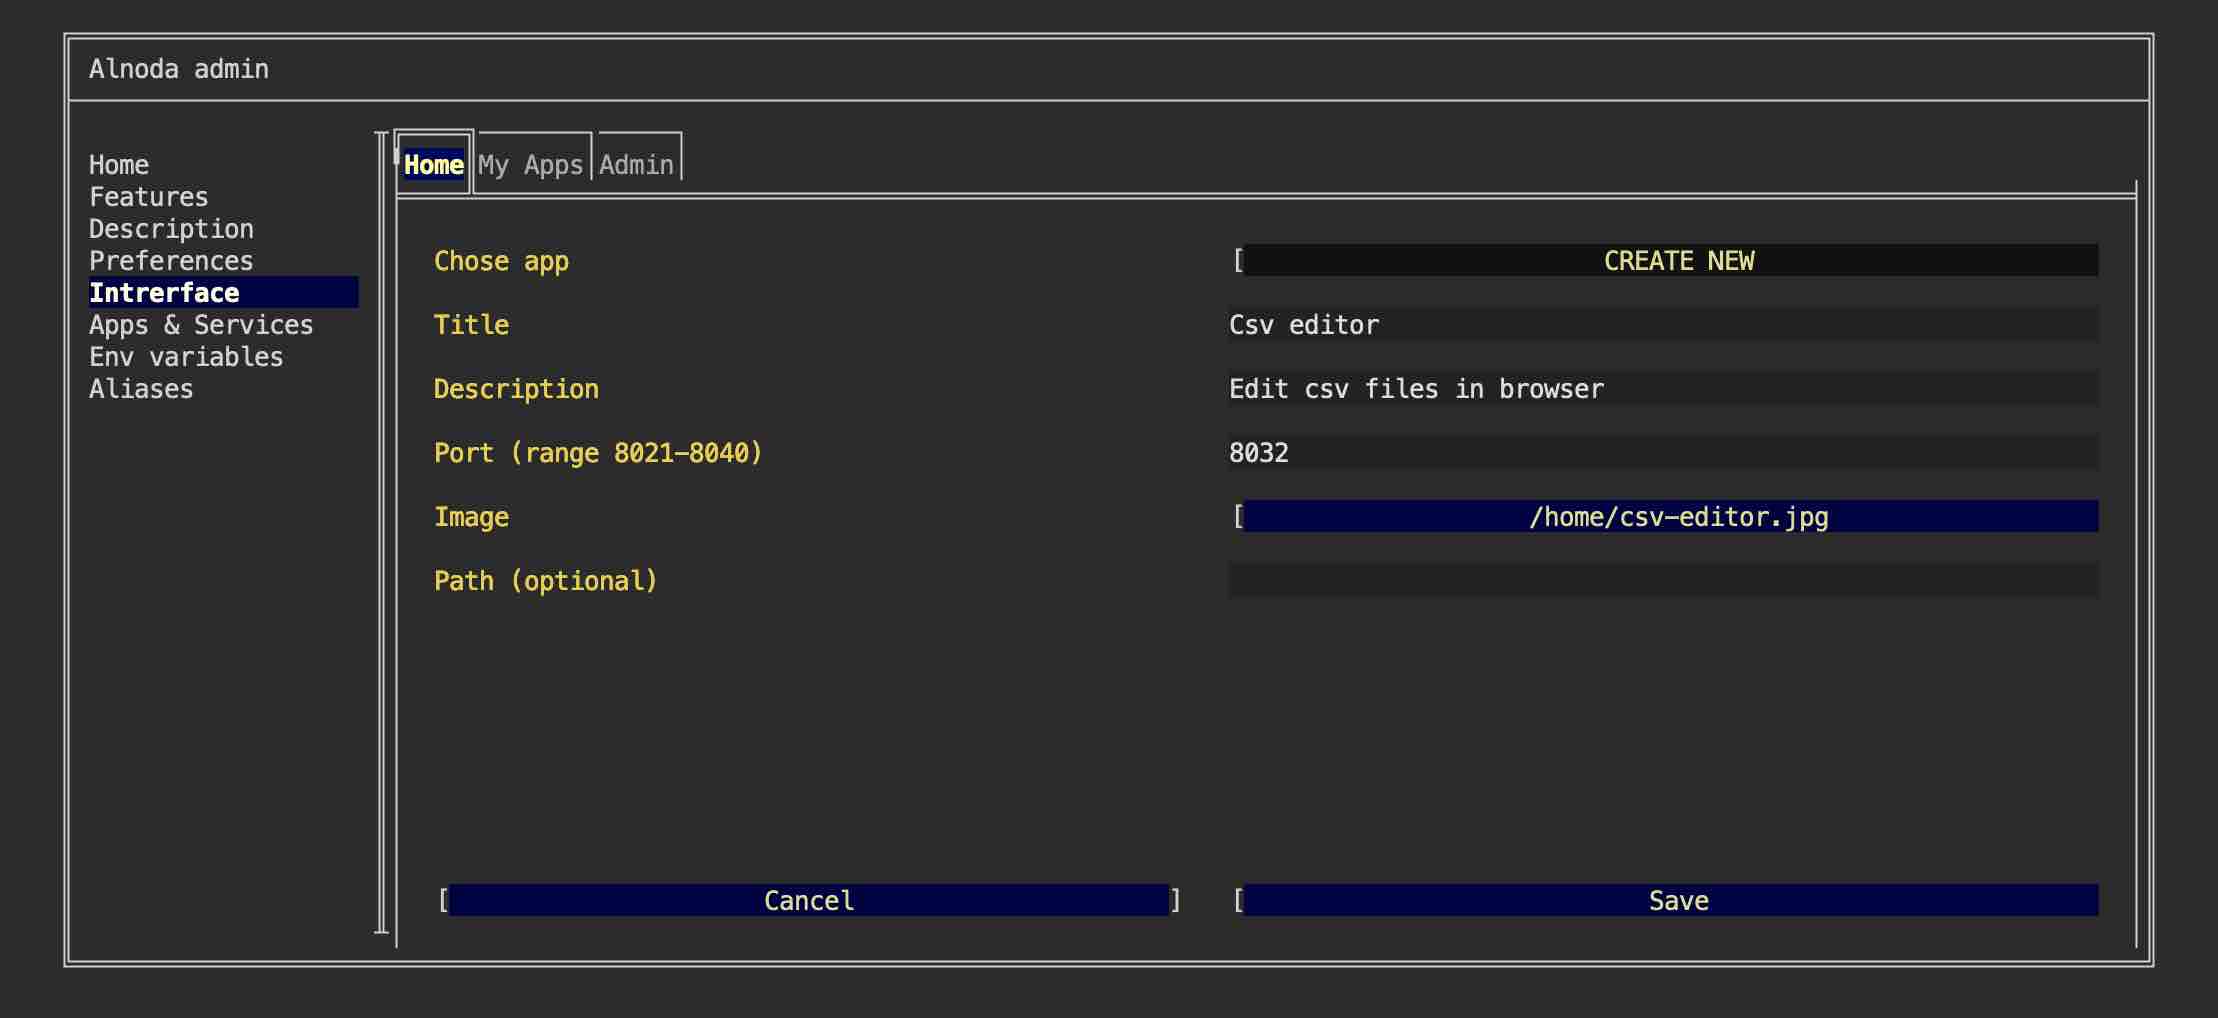 Alnoda admin
Home
Features
Description
Preferences
Intrerface
Apps & Services
Env variables
Aliases
Home My Apps Admin
Chose app [ CREATE NEW
Title Csv editor
Description Edit csv files in browser
Port (range 8021-8040) 8032
Image [ /home/csv-editor.jpg
Path (optional)
[ Cancel ] [ Save